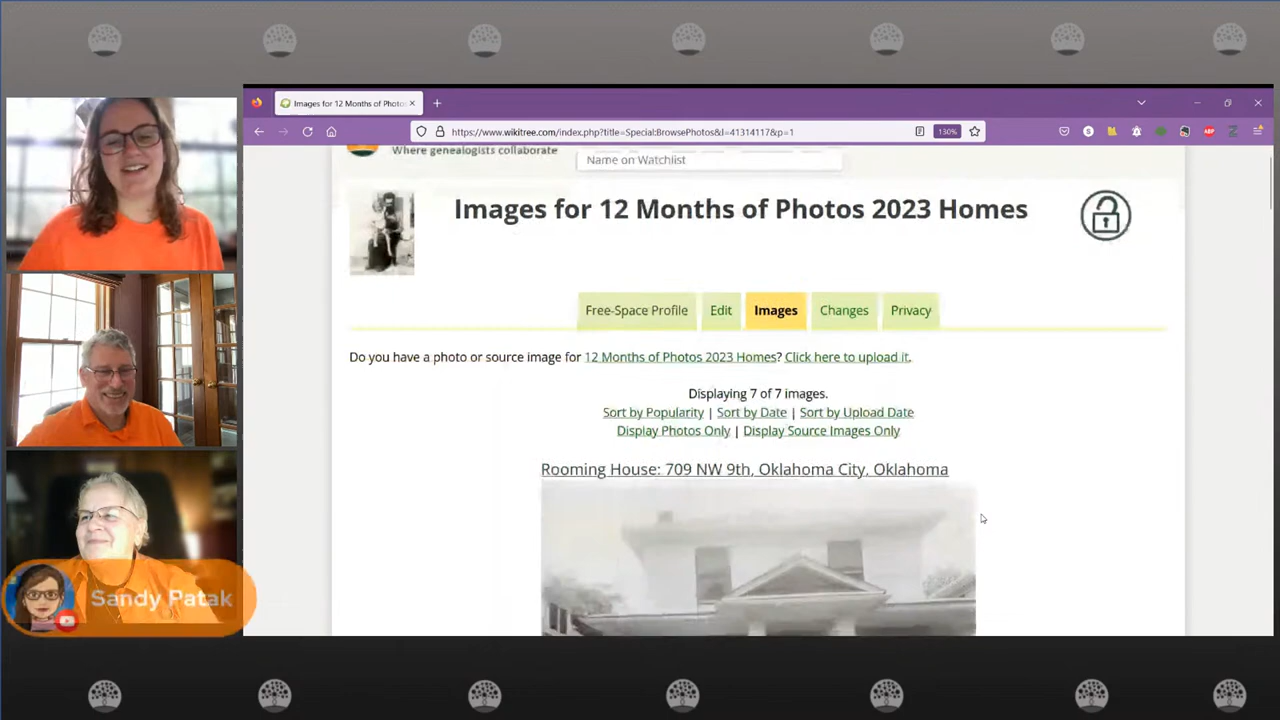 Images for 12 Months of Photos
https://www.wikitree.com/index.php?title=Special:BrowsePhotos&l=41314117&p=1
130%
Where genealogists collaborate
Name on Watchlist
Images for 12 Months of Photos 2023 Homes
Free-Space Profile
Edit
Images
Changes
Privacy
Do you have a photo or source image for 12 Months of Photos 2023 Homes? Click here to upload it.
Displaying 7 of 7 images.
Sort by Popularity | Sort by Date | Sort by Upload Date
Display Photos Only | Display Source Images Only
Rooming House: 709 NW 9th, Oklahoma City, Oklahoma
Sandy Patak